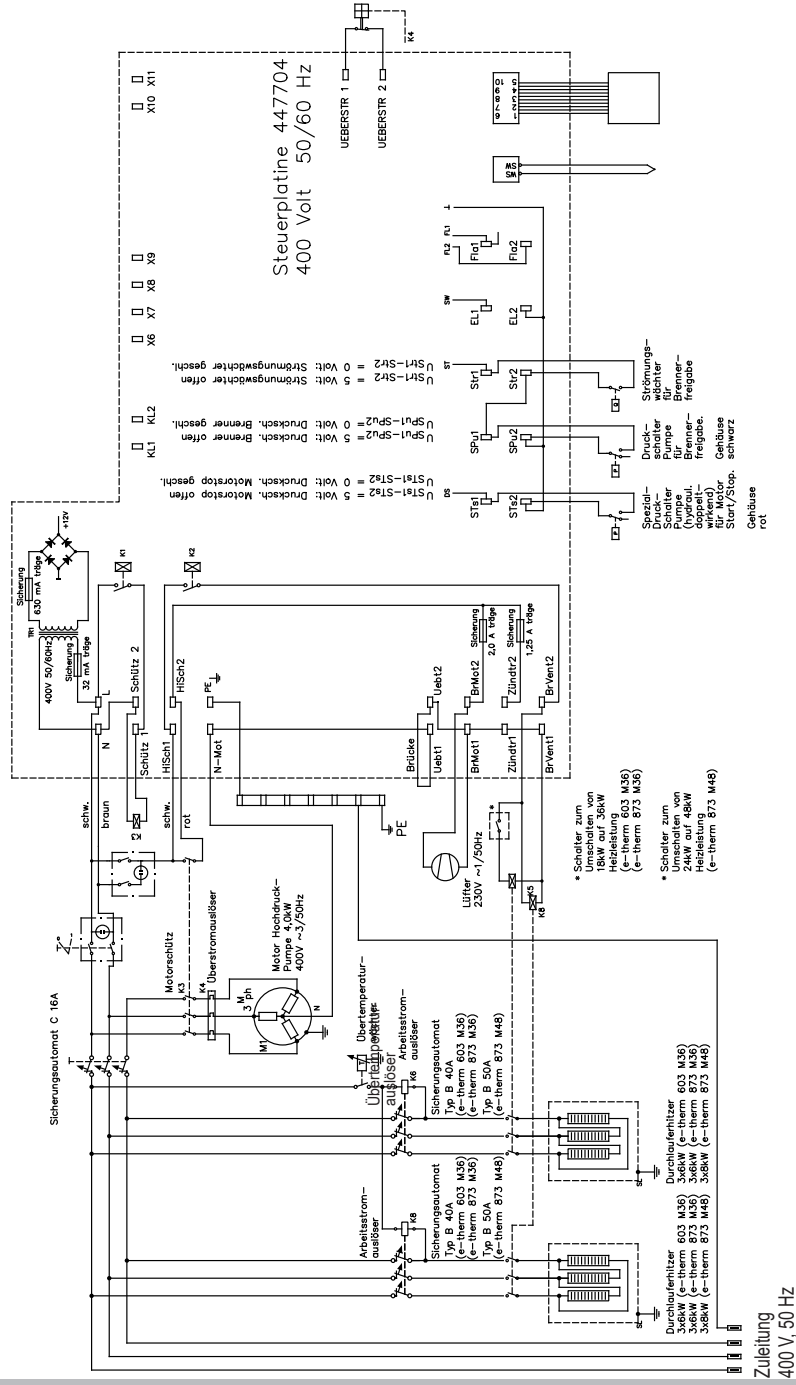 K4
UEBERSTR 1
UEBERSTR 2
Steuerplatine 447704
400 Volt 50/60 Hz
X11
X10
X9
X8
X7
X6
KL2
KL1
10 5
9 4
8 3
7 2
6 1
WS
SW
FL1
FL2
Fla1
Fla2
SW
EL1
EL2
ST
Str1
Str2
SPu1
SPu2
DS
STs1
STs2
U Str1-Str2 = 5 Volt: Strömungswächter offen
U Str1-Str2 = 0 Volt: Strömungswächter geschl.
U SPu1-SPu2= 5 Volt: Drucksch. Brenner offen
U SPu1-SPu2= 0 Volt: Drucksch. Brenner geschl.
U STs1-STs2 = 5 Volt: Drucksch. Motorstop offen
U STs1-STs2 = 0 Volt: Drucksch. Motorstop geschl.
Strömungs-
wächter
für
Brenner-
freigabe
Druck-
schalter
Pumpe
für
Brenner-
freigabe.
Gehäuse
schwarz
Spezial-
Druck-
Schalter
Pumpe
(hydraul.
doppelt-
wirkend)
für Motor
Start/Stop.
Gehäuse
rot
Q
P
P
+12V
Sicherung
630 mA träge
TR1
400V 50/60Hz
Sicherung
32 mA träge
K1
K2
L
N
Schütz 2
Schütz 1
HiSch2
HiSch1
PE
N-Mot
Brücke
Uebt2
Uebt1
BrMot2
BrMot1
Sicherung
2,0 A träge
Sicherung
1,25 A träge
Zündtr2
Zündtr1
BrVent2
BrVent1
schw.
braun
K3
schw.
rot
PE
Lüfter
230V ~1/50Hz
*
K5
K8
* Schalter zum
Umschalten von
18kW auf 36kW
Heizleistung
(e-therm 603 M36)
(e-therm 873 M36)
* Schalter zum
Umschalten von
24kW auf 48kW
Heizleistung
(e-therm 873 M48)
Sicherungsautomat C 16A
Motorschütz
K3
K4
Überstromauslöser
M
3 ph
M1
N
Motor Hochdruck-
Pumpe 4,0kW
400V ~3/50Hz
Übertemperatur-
Übertemperatur
auslöser
Arbeitsstrom-
auslöser
K6
Sicherungsautomat
Typ B 40A
(e-therm 603 M36)
(e-therm 873 M36)
Typ B 50A
(e-therm 873 M48)
Arbeitsstrom-
auslöser
K8
Sicherungsautomat
Typ B 40A
(e-therm 603 M36)
(e-therm 873 M36)
Typ B 50A
(e-therm 873 M48)
SL
Durchlauferhitzer
3x6kW (e-therm 603 M36)
3x6kW (e-therm 873 M36)
3x8kW (e-therm 873 M48)
SL
Durchlauferhitzer
3x6kW (e-therm 603 M36)
3x6kW (e-therm 873 M36)
3x8kW (e-therm 873 M48)
Zuleitung
400 V, 50 Hz